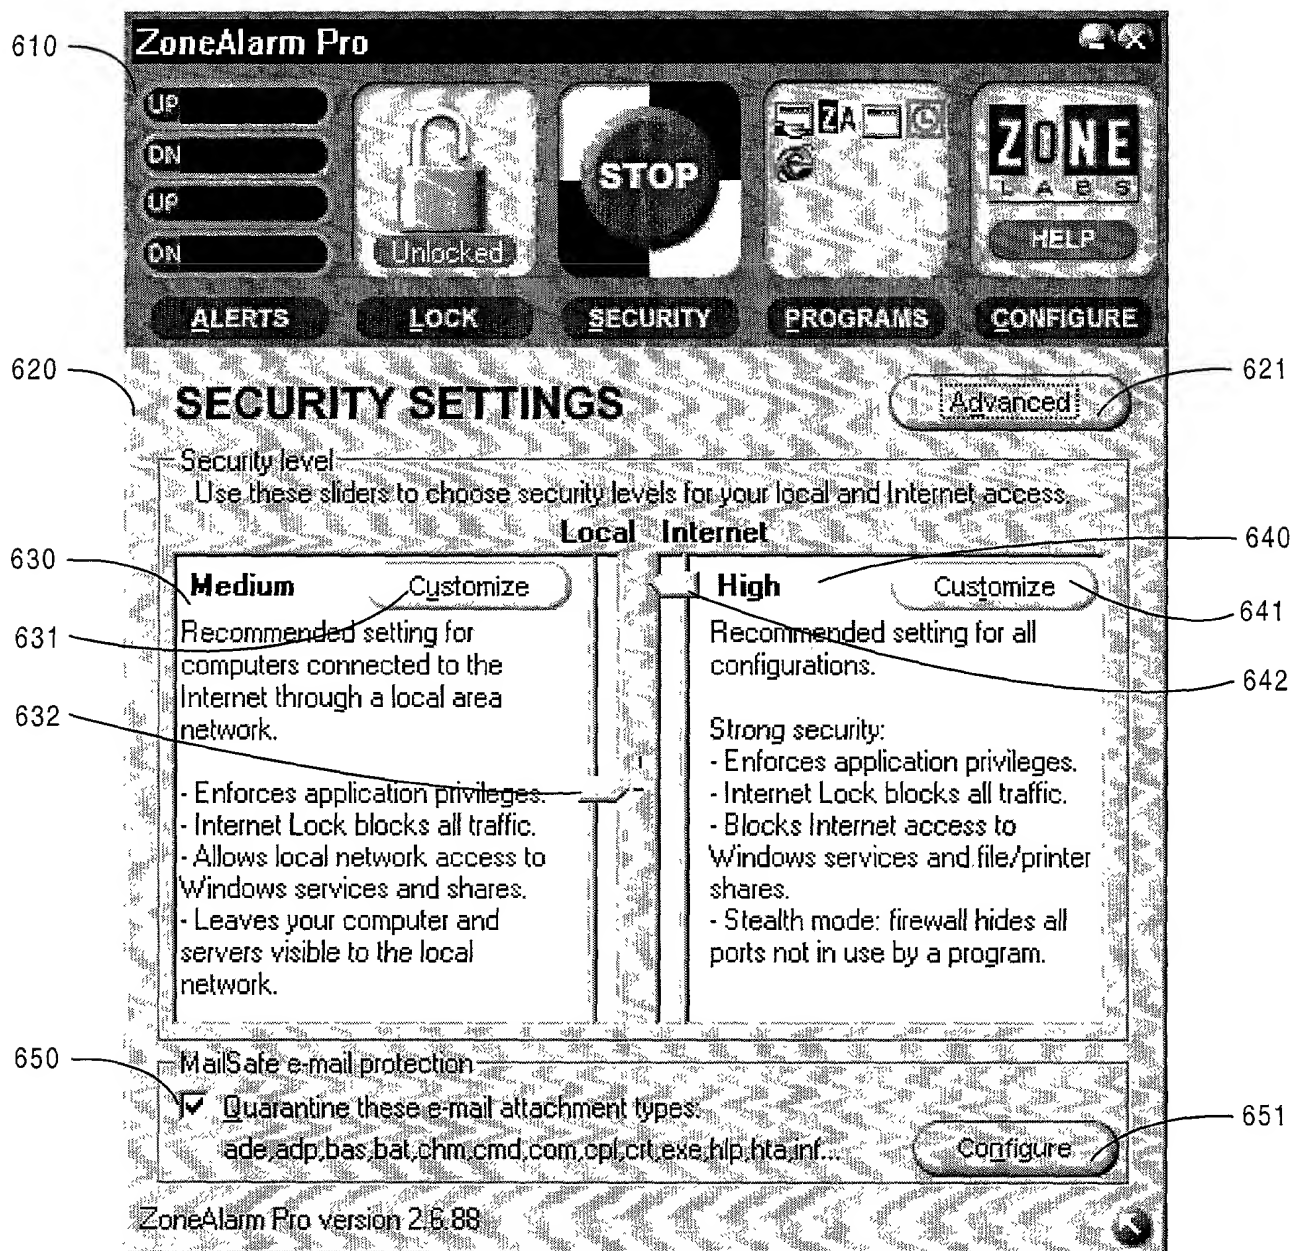 610
ZoneAlarm Pro
UP
DN
UP
DN
Unlocked
STOP
ZA
ZONE
LABS
HELP
ALERTS
LOCK
SECURITY
PROGRAMS
CONFIGURE
620
SECURITY SETTINGS
Advanced
621
Security level
Use these sliders to choose security levels for your local and Internet access.
Local Internet
630
Medium
Customize
631
Recommended setting for
computers connected to the
Internet through a local area
network.
632
- Enforces application privileges.
- Internet Lock blocks all traffic.
- Allows local network access to
Windows services and shares.
- Leaves your computer and
servers visible to the local
network.
High
Customize
640
641
642
Recommended setting for all
configurations.
Strong security:
- Enforces application privileges.
- Internet Lock blocks all traffic.
- Blocks Internet access to
Windows services and file/printer
shares.
- Stealth mode: firewall hides all
ports not in use by a program.
650
MailSafe e-mail protection
Quarantine these e-mail attachment types:
ade,adp,bas,bat,chm,cmd,com,cpl,crt,exe,hlp,hta,inf...
Configure
651
ZoneAlarm Pro version 2.6.88